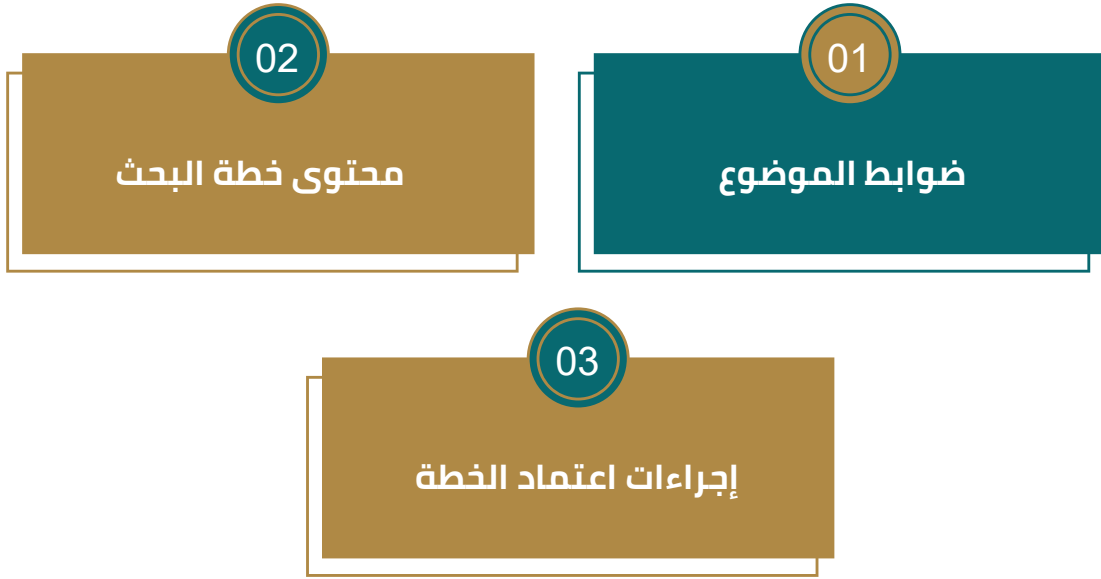 01
ضوابط الموضوع
02
محتوى خطة البحث
03
إجراءات اعتماد الخطة